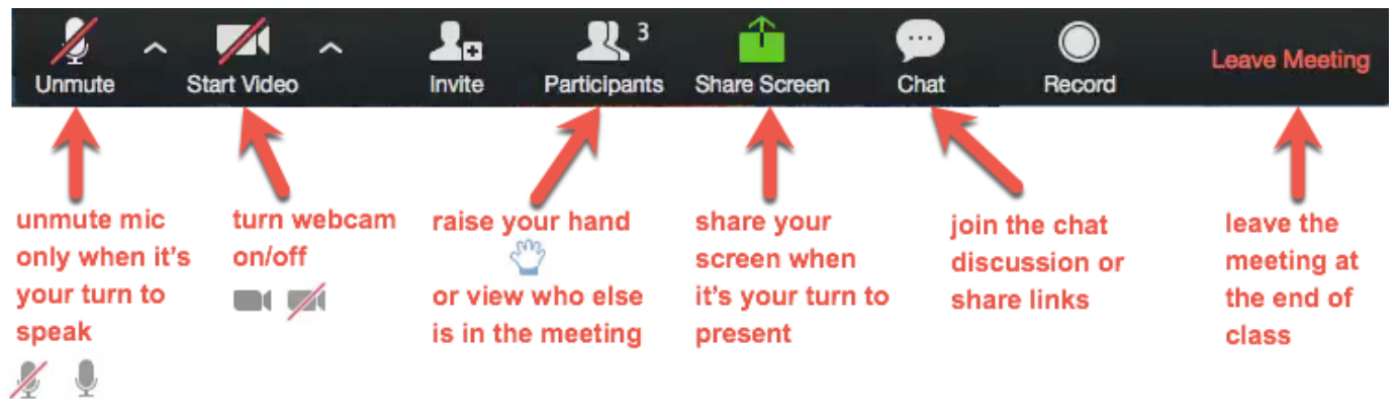 Unmute
Start Video
Invite
Participants
3
Share Screen
Chat
Record
Leave Meeting
unmute mic
only when it's
your turn to
speak
turn webcam
on/off
raise your hand
or view who else
is in the meeting
share your
screen when
it's your turn to
present
join the chat
discussion or
share links
leave the
meeting at
the end of
class